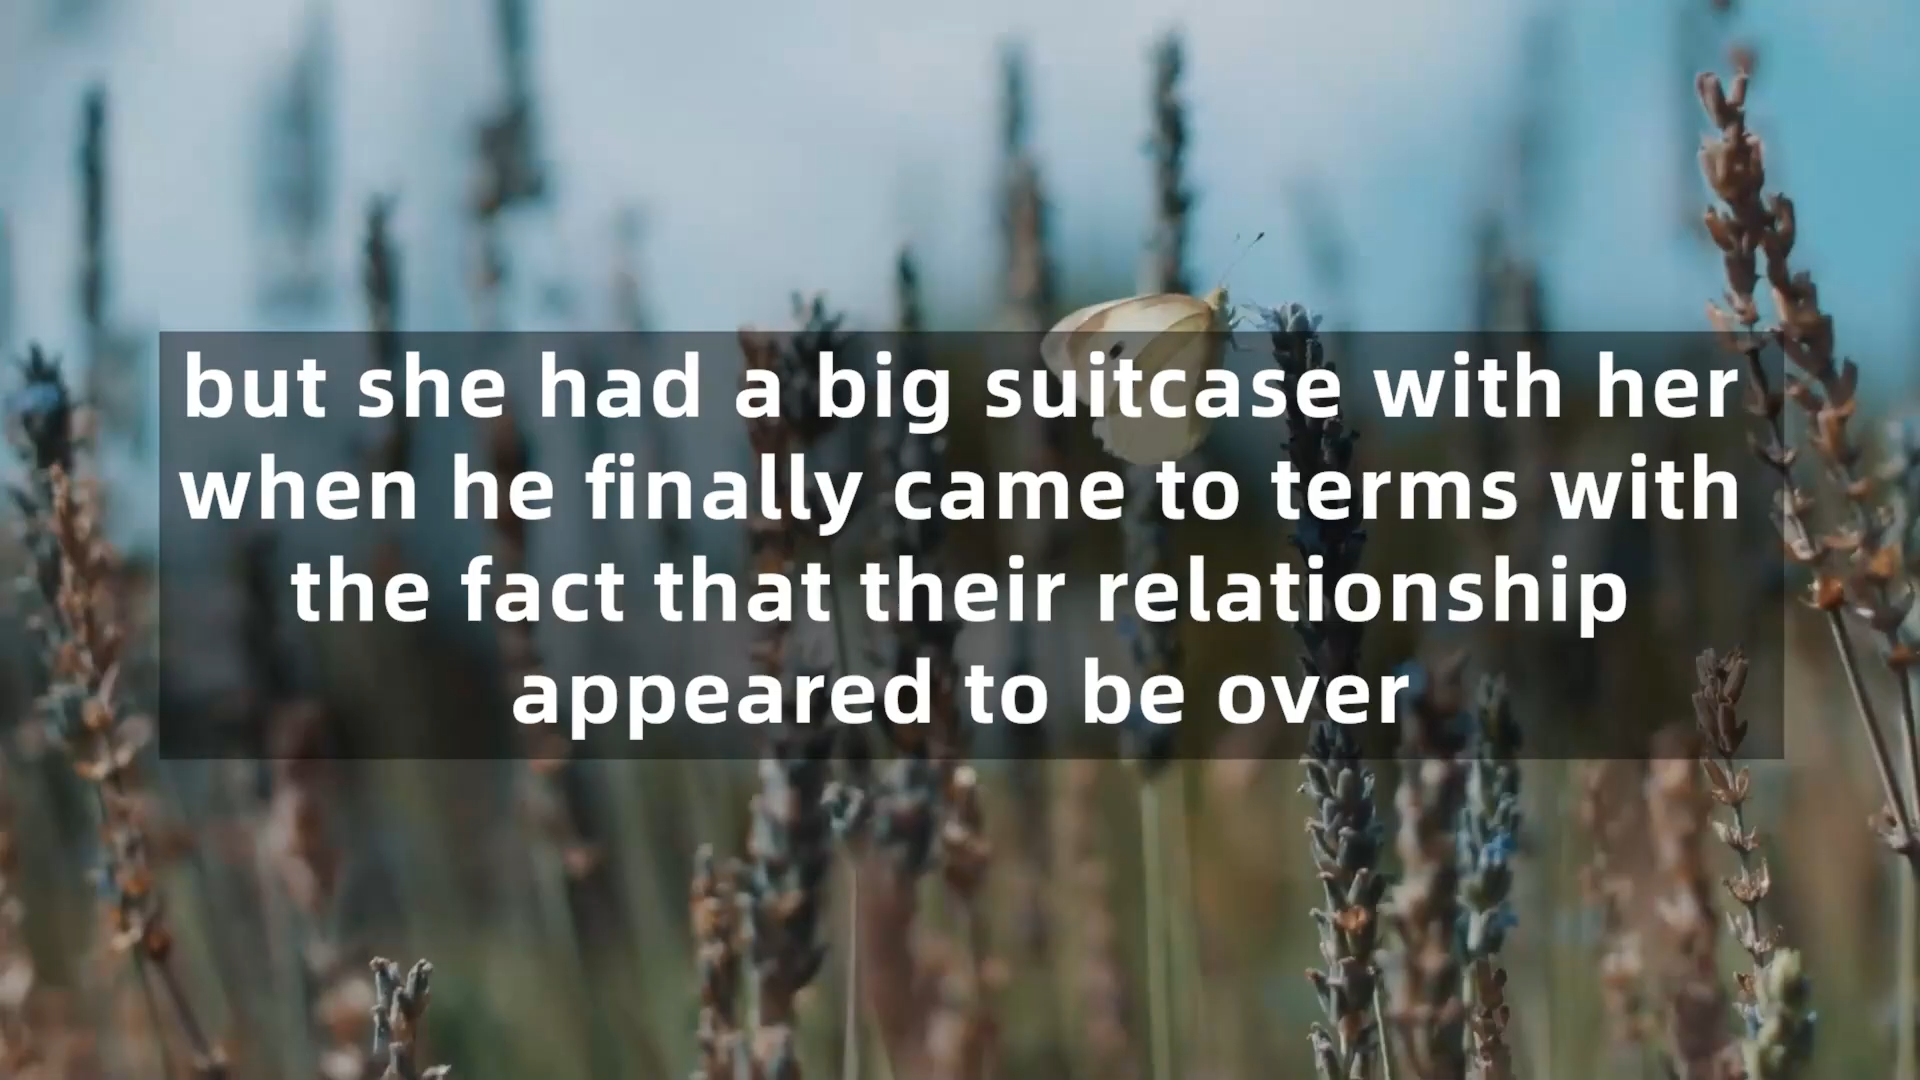 but she had a big suitcase with her
when he finally came to terms with
the fact that their relationship
appeared to be over